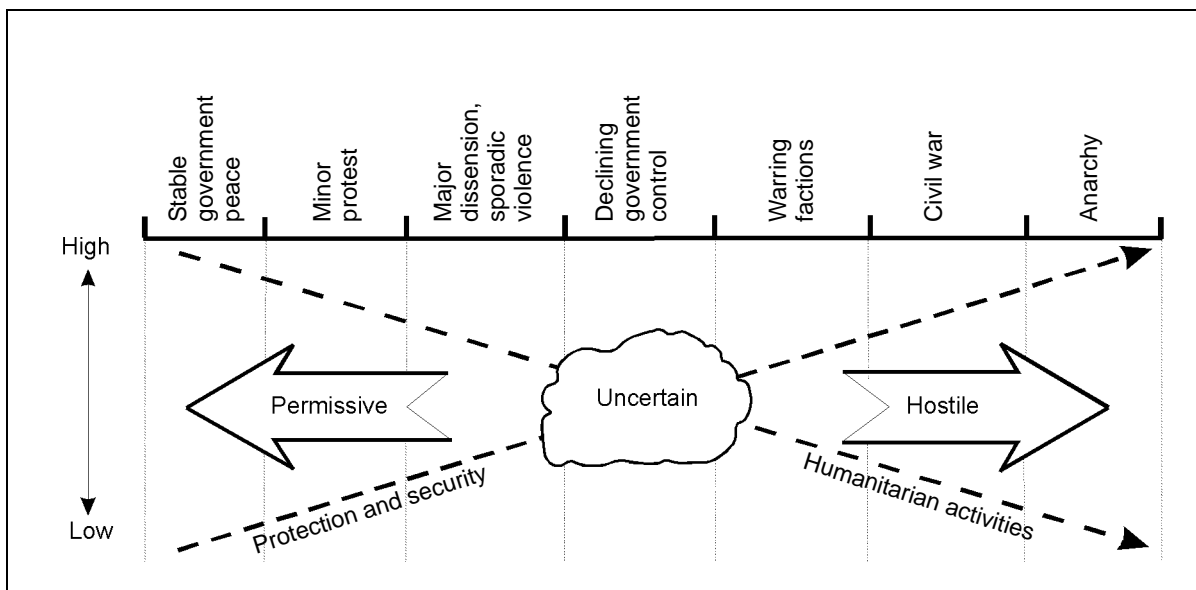 Stable
government
peace
Minor
protest
Major
dissension,
sporadic
violence
Declining
government
control
Warring
factions
Civil war
Anarchy
High
Low
Permissive
Uncertain
Hostile
Protection and security
Humanitarian activities